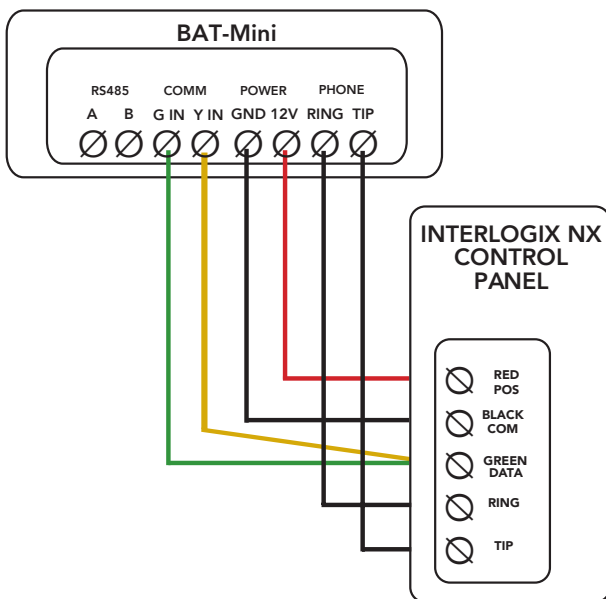 BAT-Mini
RS485 COMM POWER PHONE
A B G IN Y IN GND 12V RING TIP
INTERLOGIX NX
CONTROL
PANEL
RED
POS
BLACK
COM
GREEN
DATA
RING
TIP